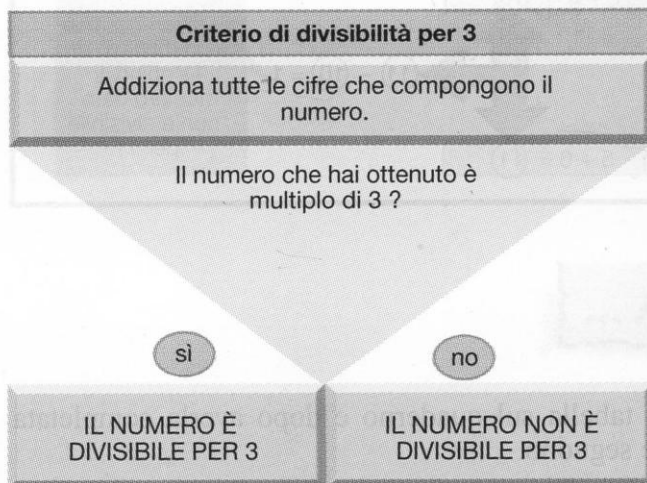 Criterio di divisibilità per 3
Addiziona tutte le cifre che compongono il
numero.
Il numero che hai ottenuto è
multiplo di 3 ?
sì
no
IL NUMERO È
DIVISIBILE PER 3
IL NUMERO NON È
DIVISIBILE PER 3